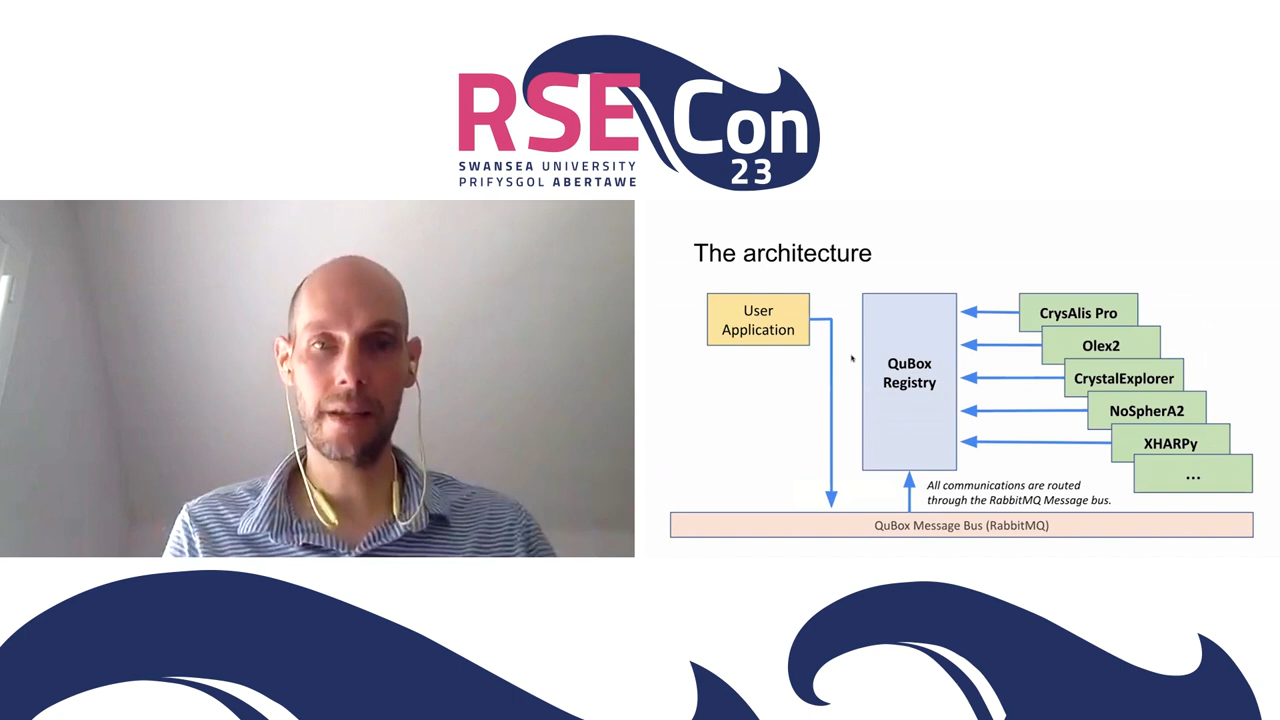 RSE Con
SWANSEA UNIVERSITY
PRIFYSGOL ABERTAWE
23
The architecture
User
Application
QuBox
Registry
CrysAlis Pro
Olex2
CrystalExplorer
NoSpherA2
XHARPy
...
All communications are routed
through the RabbitMQ Message bus.
QuBox Message Bus (RabbitMQ)